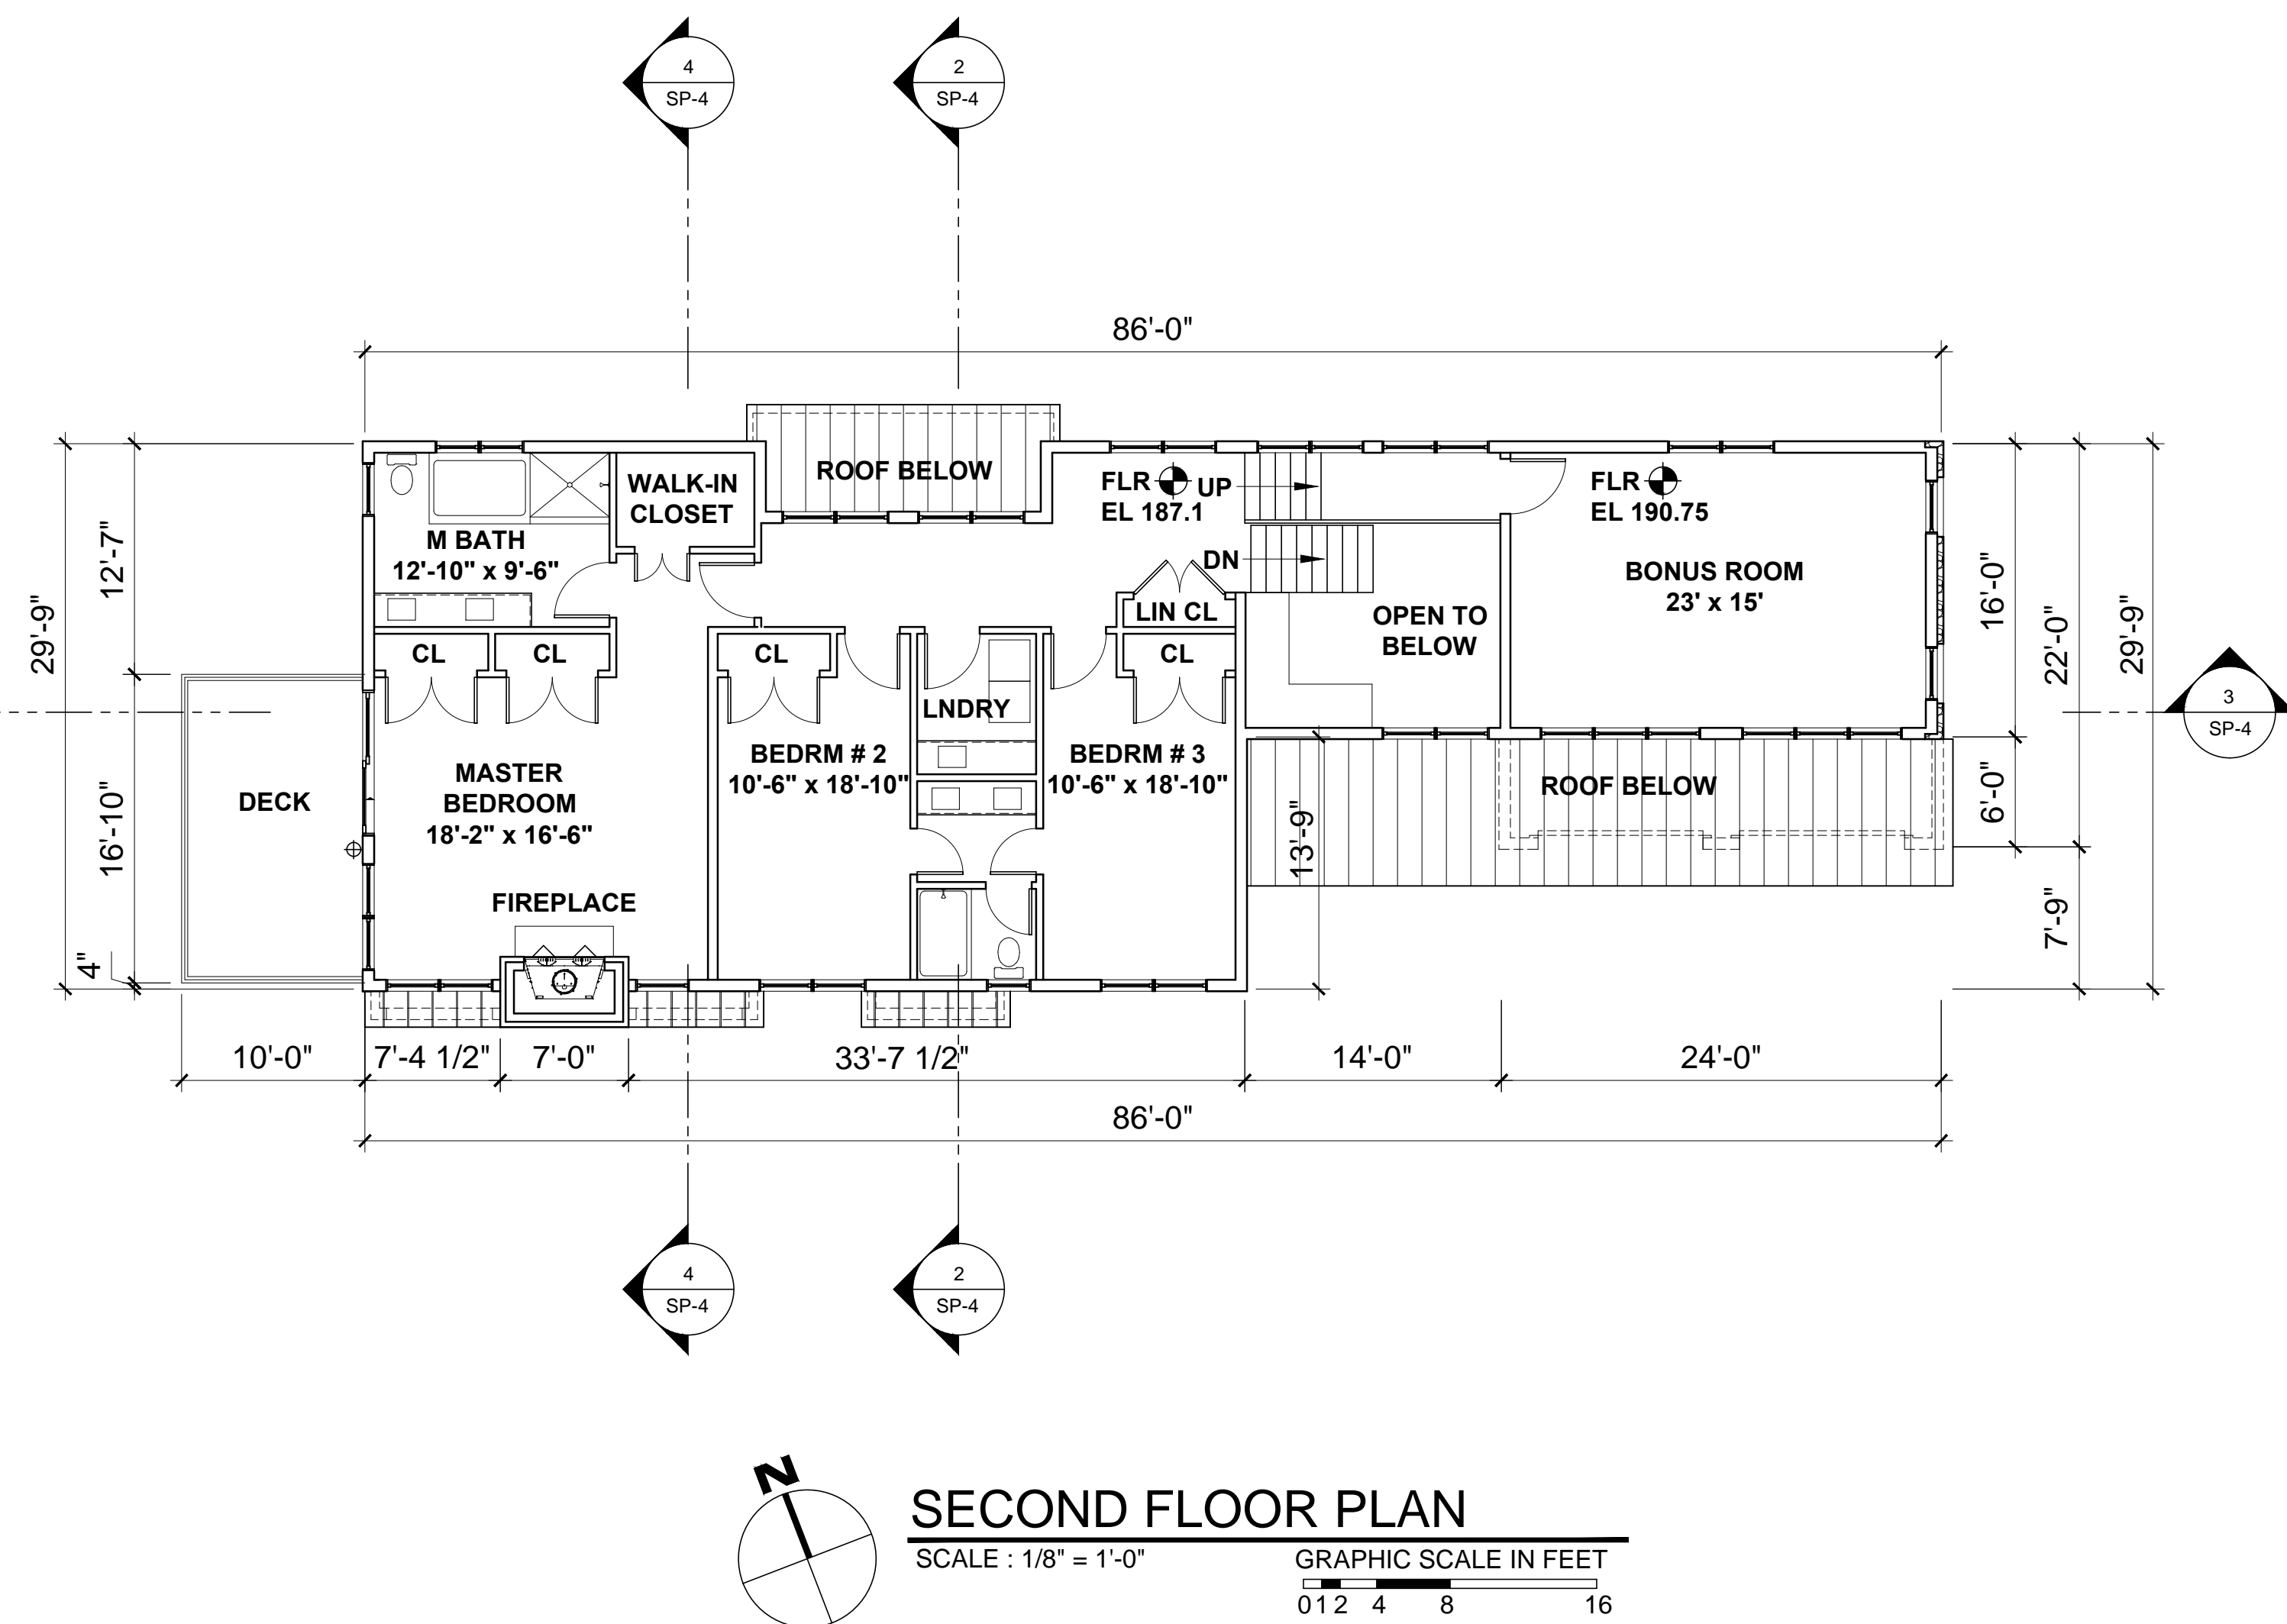 4
SP-4
2
SP-4
86'-0"
ROOF BELOW
WALK-IN
CLOSET
FLR
EL 187.1
UP
FLR
EL 190.75
M BATH
12'-10" x 9'-6"
DN
BONUS ROOM
23' x 15'
LIN CL
OPEN TO
BELOW
CL
CL
CL
CL
LNDRY
12'-7"
29'-9"
16'-10"
4"
16'-0"
22'-0"
29'-9"
6'-0"
7'-9"
3
SP-4
DECK
MASTER
BEDROOM
18'-2" x 16'-6"
BEDRM # 2
10'-6" x 18'-10"
BEDRM # 3
10'-6" x 18'-10"
ROOF BELOW
13'-9"
FIREPLACE
10'-0"
7'-4 1/2"
7'-0"
33'-7 1/2"
14'-0"
24'-0"
86'-0"
4
SP-4
2
SP-4
N
SECOND FLOOR PLAN
SCALE : 1/8" = 1'-0"
GRAPHIC SCALE IN FEET
0 1 2 4 8 16